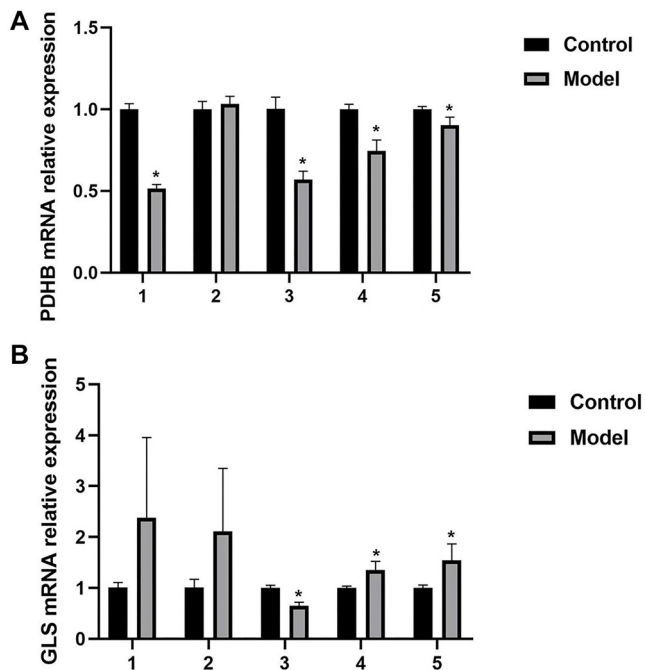 A
PDHB mRNA relative expression
1.5
1.0
0.5
0.0
* * * *
1 2 3 4 5
Control
Model
B
GLS mRNA relative expression
5
4
3
2
1
0
* * *
1 2 3 4 5
Control
Model